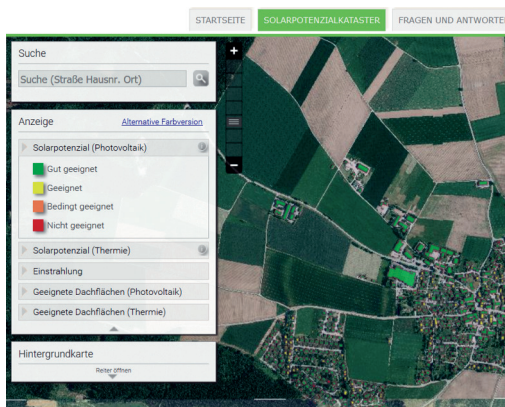 STARTSEITE SOLARPOTENZIALKATASTER FRAGEN UND ANTWORTE
Suche
Suche (Straße Hausnr. Ort)
Anzeige Alternative Farbversion
Solarpotenzial (Photovoltaik)
Gut geeignet
Geeignet
Bedingt geeignet
Nicht geeignet
Solarpotenzial (Thermie)
Einstrahlung
Geeignete Dachflächen (Photovoltaik)
Geeignete Dachflächen (Thermie)
Hintergrundkarte
Reiter öffnen